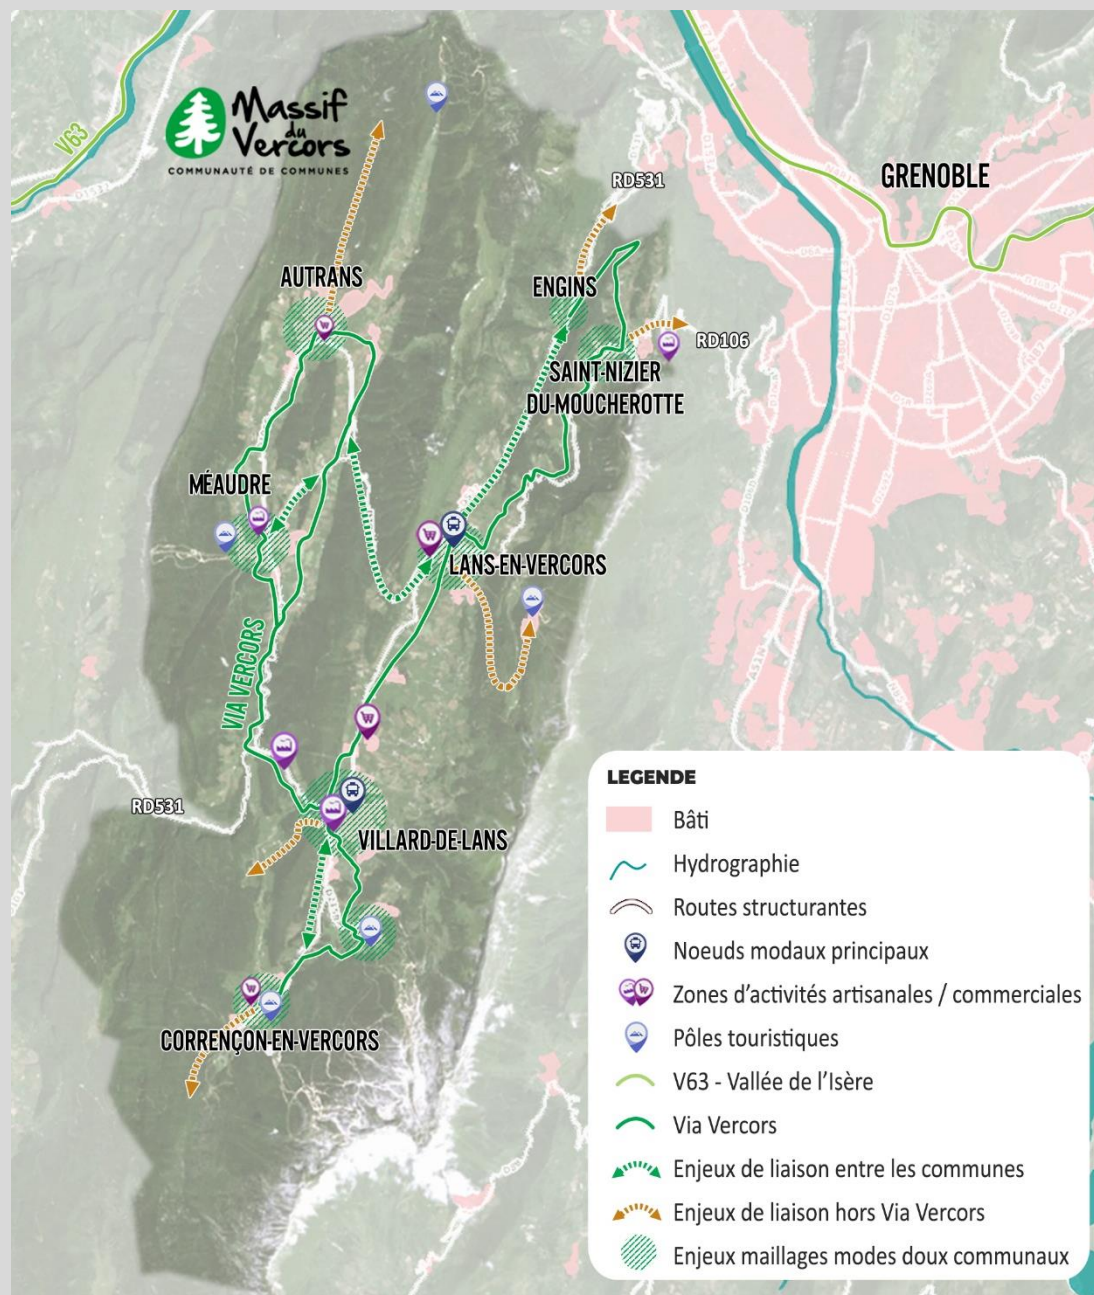 Massif
du
Vercors
COMMUNAUTÉ DE COMMUNES
V63
D1532
RD531
GRENOBLE
AUTRANS
ENGINS
RD106
SAINT-NIZIER
DU-MOUCHEROTTE
MÉAUDRE
LANS-EN-VERCORS
VIA VERCORS
RD531
VILLARD-DE-LANS
CORRENÇON-EN-VERCORS
LEGENDE
Bâti
Hydrographie
Routes structurantes
Noeuds modaux principaux
Zones d'activités artisanales / commerciales
Pôles touristiques
V63 - Vallée de l'Isère
Via Vercors
Enjeux de liaison entre les communes
Enjeux de liaison hors Via Vercors
Enjeux maillages modes doux communaux